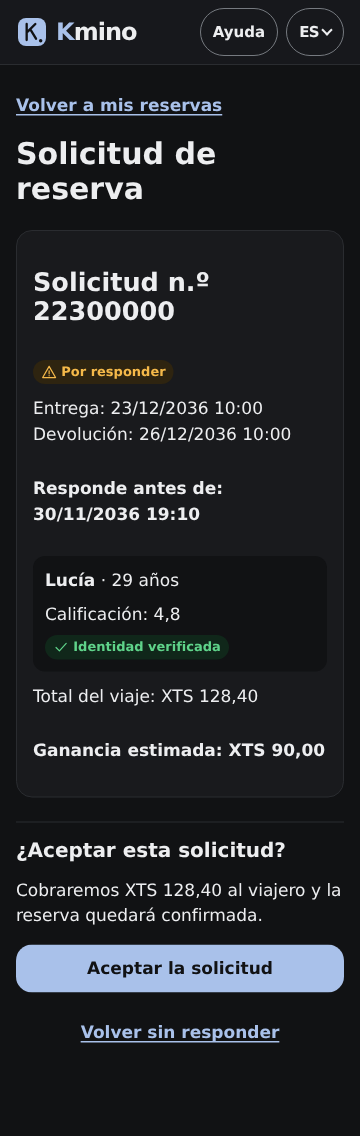 K. Kmino
Ayuda
ES
Volver a mis reservas
Solicitud de
reserva
Solicitud n.º
22300000
Por responder
Entrega: 23/12/2036 10:00
Devolución: 26/12/2036 10:00
Responde antes de:
30/11/2036 19:10
Lucía · 29 años
Calificación: 4,8
Identidad verificada
Total del viaje: XTS 128,40
Ganancia estimada: XTS 90,00
¿Aceptar esta solicitud?
Cobraremos XTS 128,40 al viajero y la
reserva quedará confirmada.
Aceptar la solicitud
Volver sin responder